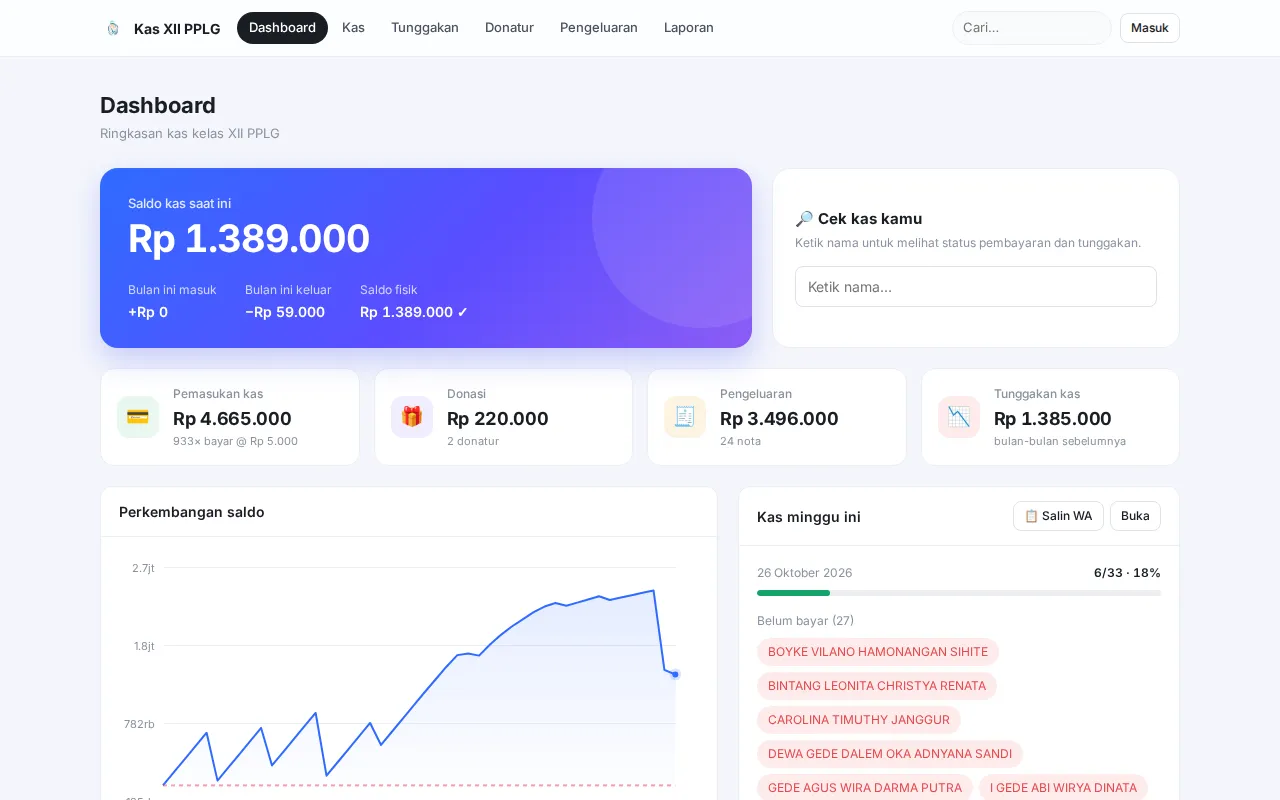 Kas XII PPLG Dashboard Kas Tunggakan Donatur Pengeluaran Laporan Cari... Masuk
Dashboard
Ringkasan kas kelas XII PPLG
Saldo kas saat ini
Rp 1.389.000
Bulan ini masuk Bulan ini keluar Saldo fisik
+Rp 0 −Rp 59.000 Rp 1.389.000 ✓
🔎 Cek kas kamu
Ketik nama untuk melihat status pembayaran dan tunggakan.
Ketik nama...
Pemasukan kas
Rp 4.665.000
933× bayar @ Rp 5.000
Donasi
Rp 220.000
2 donatur
Pengeluaran
Rp 3.496.000
24 nota
Tunggakan kas
Rp 1.385.000
bulan-bulan sebelumnya
Perkembangan saldo
2.7jt
1.8jt
782rb
Kas minggu ini 📋 Salin WA Buka
26 Oktober 2026 6/33 · 18%
Belum bayar (27)
BOYKE VILANO HAMONANGAN SIHITE
BINTANG LEONITA CHRISTYA RENATA
CAROLINA TIMUTHY JANGGUR
DEWA GEDE DALEM OKA ADNYANA SANDI
GEDE AGUS WIRA DARMA PUTRA I GEDE ABI WIRYA DINATA